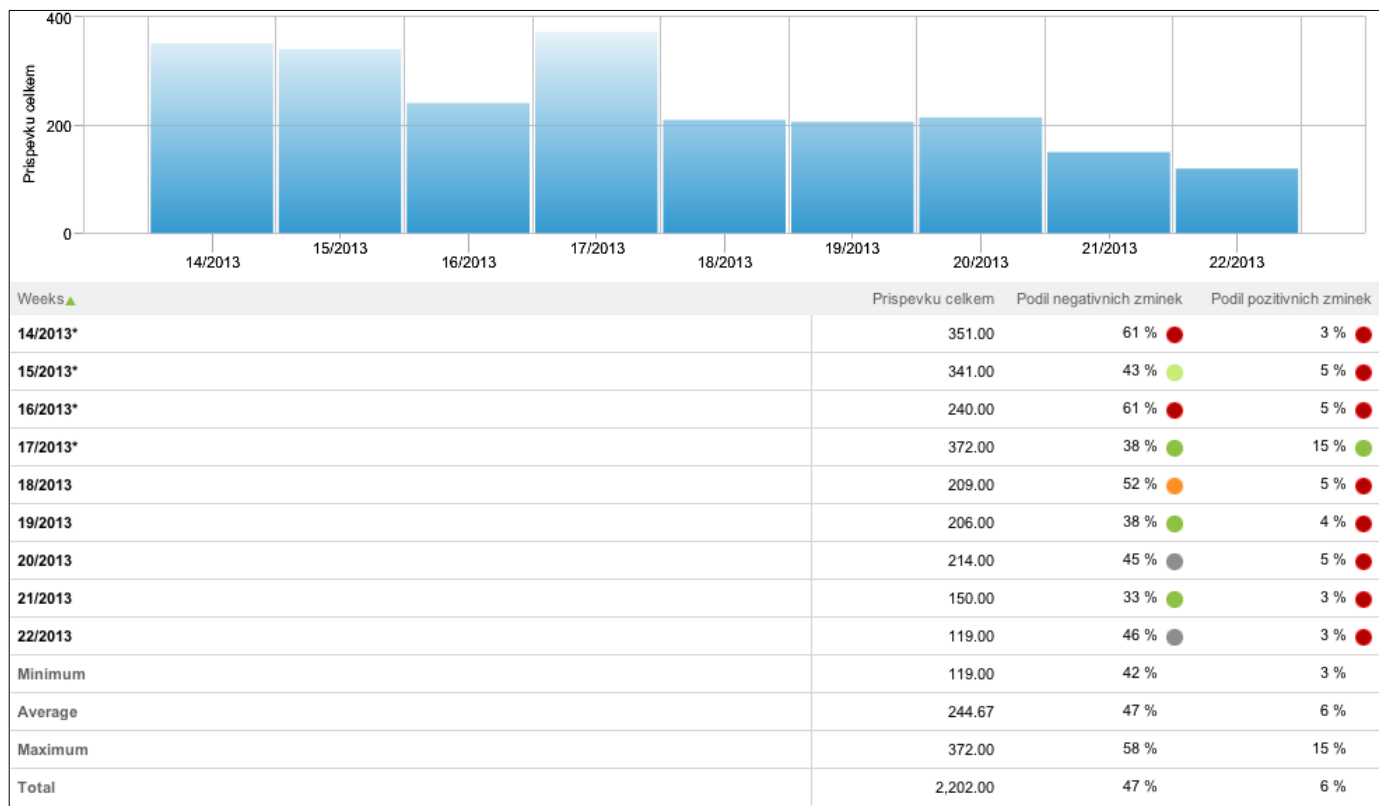 400
200
0
Prispevku celkem
14/2013
15/2013
16/2013
17/2013
18/2013
19/2013
20/2013
21/2013
22/2013
Weeks Prispevku celkem Podil negativnich zminek Podil pozitivnich zminek
14/2013* 351.00 61 % 3 %
15/2013* 341.00 43 % 5 %
16/2013* 240.00 61 % 5 %
17/2013* 372.00 38 % 15 %
18/2013 209.00 52 % 5 %
19/2013 206.00 38 % 4 %
20/2013 214.00 45 % 5 %
21/2013 150.00 33 % 3 %
22/2013 119.00 46 % 3 %
Minimum 119.00 42 % 3 %
Average 244.67 47 % 6 %
Maximum 372.00 58 % 15 %
Total 2,202.00 47 % 6 %